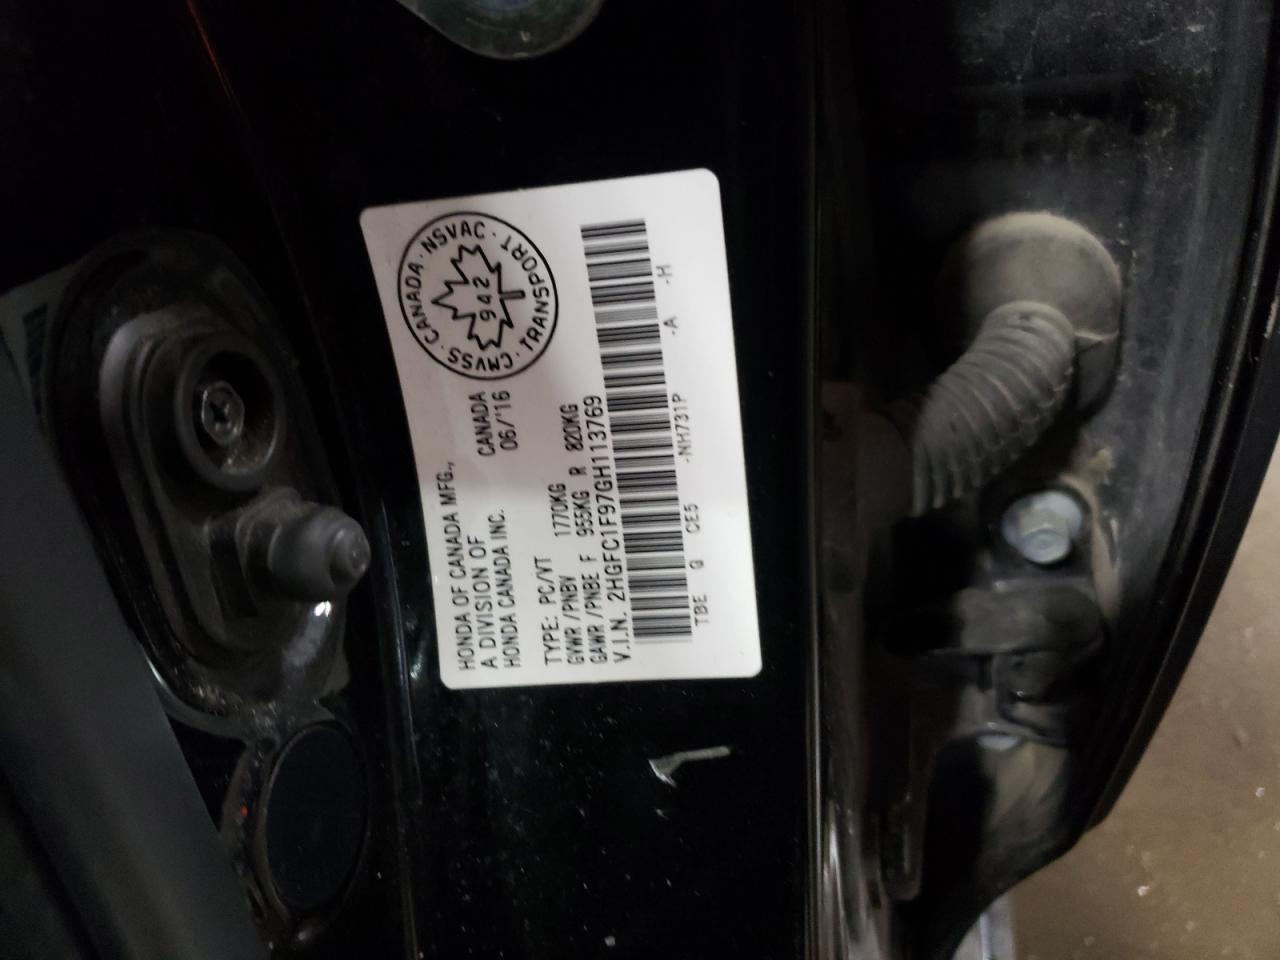 HONDA OF CANADA MFG.,
A DIVISION OF
HONDA CANADA INC.
CANADA
06/'16
CMVSS · CANADA · NSVAC · TRANSPORT
942
TYPE: PC/VT
GVWR /PNBV 1770KG
GAWR /PNBE F 955KG R 820KG
V.I.N. 2HGFC1F97GH113769
TBE G CE5 -NH731P -A -H